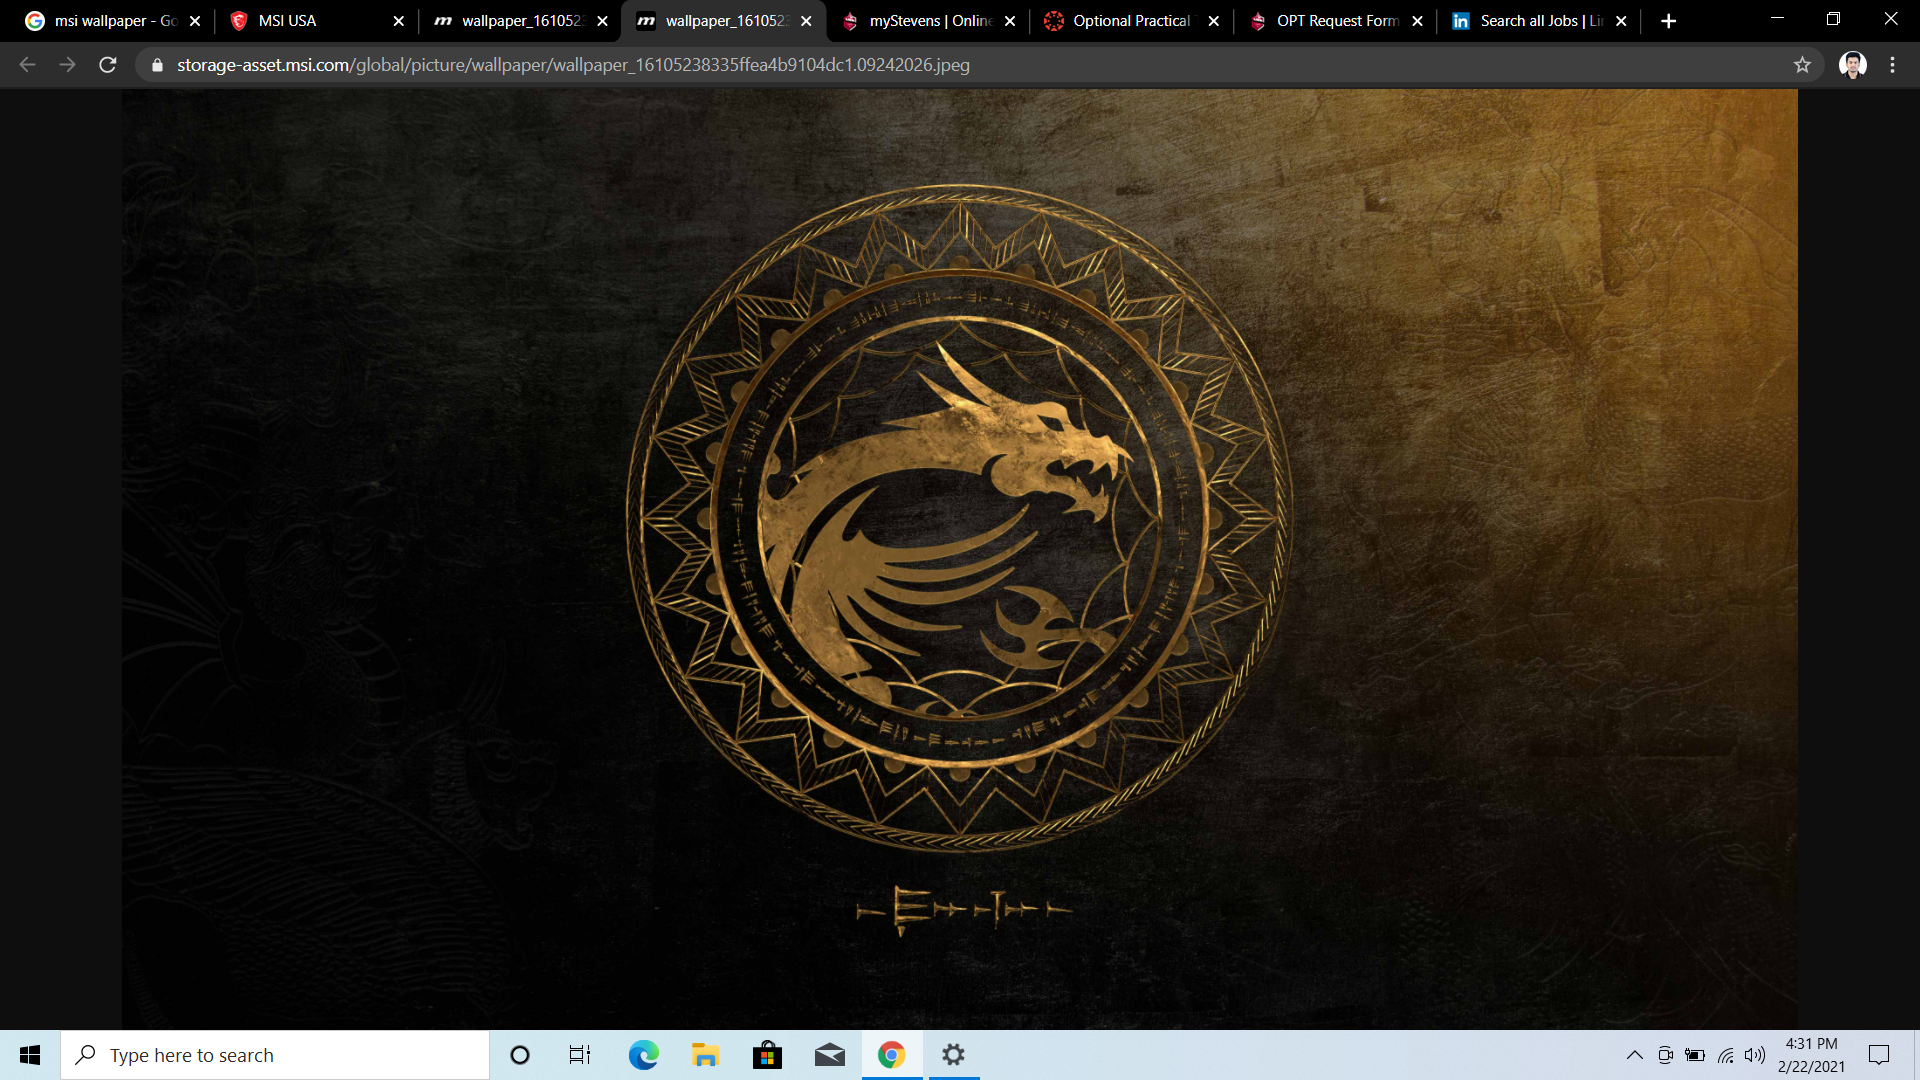 msi wallpaper - Go
MSI USA
wallpaper_161052
wallpaper_161052
myStevens | Online
Optional Practical
OPT Request Form
Search all Jobs | Li
storage-asset.msi.com/global/picture/wallpaper/wallpaper_16105238335ffea4b9104dc1.09242026.jpeg
Type here to search
4:31 PM
2/22/2021